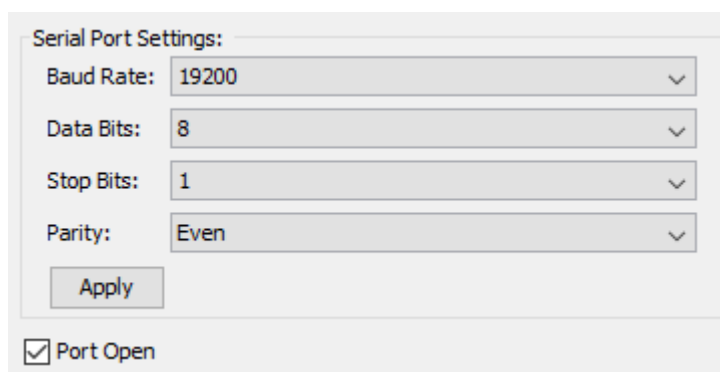 Serial Port Settings:
Baud Rate: 19200
Data Bits: 8
Stop Bits: 1
Parity: Even
Apply
Port Open